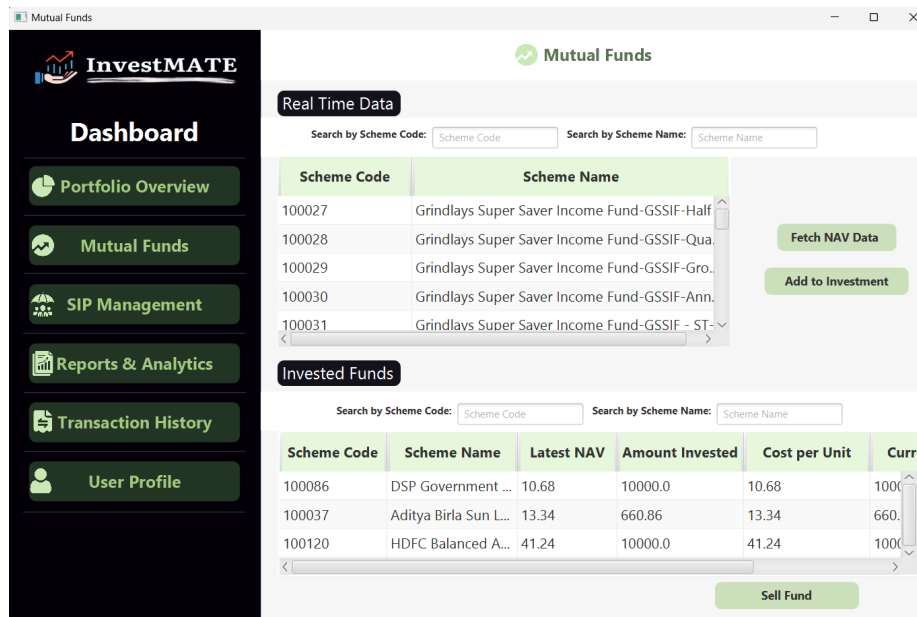 Mutual Funds
InvestMATE
Dashboard
Portfolio Overview
Mutual Funds
SIP Management
Reports & Analytics
Transaction History
User Profile
Mutual Funds
Real Time Data
Search by Scheme Code: Scheme Code Search by Scheme Name: Scheme Name
Scheme Code Scheme Name
100027 Grindlays Super Saver Income Fund-GSSIF-Half
100028 Grindlays Super Saver Income Fund-GSSIF-Qua.
100029 Grindlays Super Saver Income Fund-GSSIF-Gro..
100030 Grindlays Super Saver Income Fund-GSSIF-Ann.
100031 Grindlays Super Saver Income Fund-GSSIF - ST-
Fetch NAV Data
Add to Investment
Invested Funds
Search by Scheme Code: Scheme Code Search by Scheme Name: Scheme Name
Scheme Code Scheme Name Latest NAV Amount Invested Cost per Unit Curr
100086 DSP Government ... 10.68 10000.0 10.68 1000
100037 Aditya Birla Sun L... 13.34 660.86 13.34 660.
100120 HDFC Balanced A... 41.24 10000.0 41.24 1000
Sell Fund